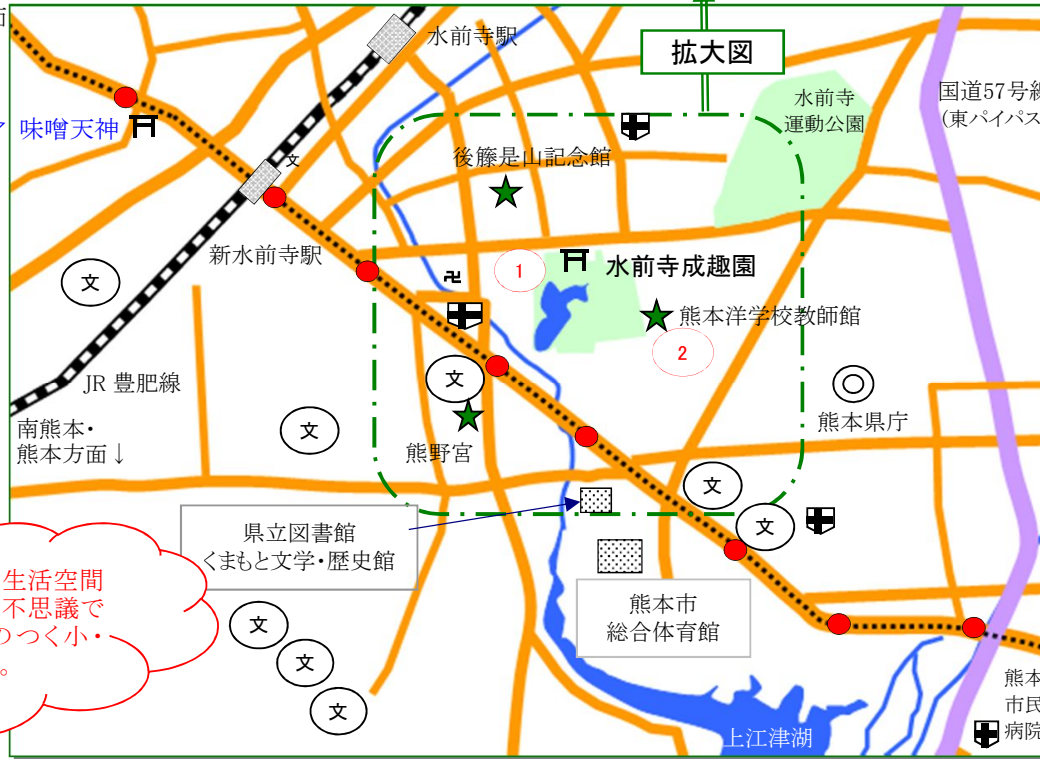 水前寺駅
拡大図
国道57号線
(東バイパス
水前寺
運動公園
味噌天神
文
後籐是山記念館
新水前寺駅
文
卍
1
水前寺成趣園
熊本洋学校教師館
2
JR 豊肥線
文
文
熊本県庁
南熊本・
熊本方面↓
熊野宮
文
文
県立図書館
くまもと文学・歴史館
生活空間
不思議で
のつく小・
。
熊本市
総合体育館
文
文
文
上江津湖
熊本
市民
病院